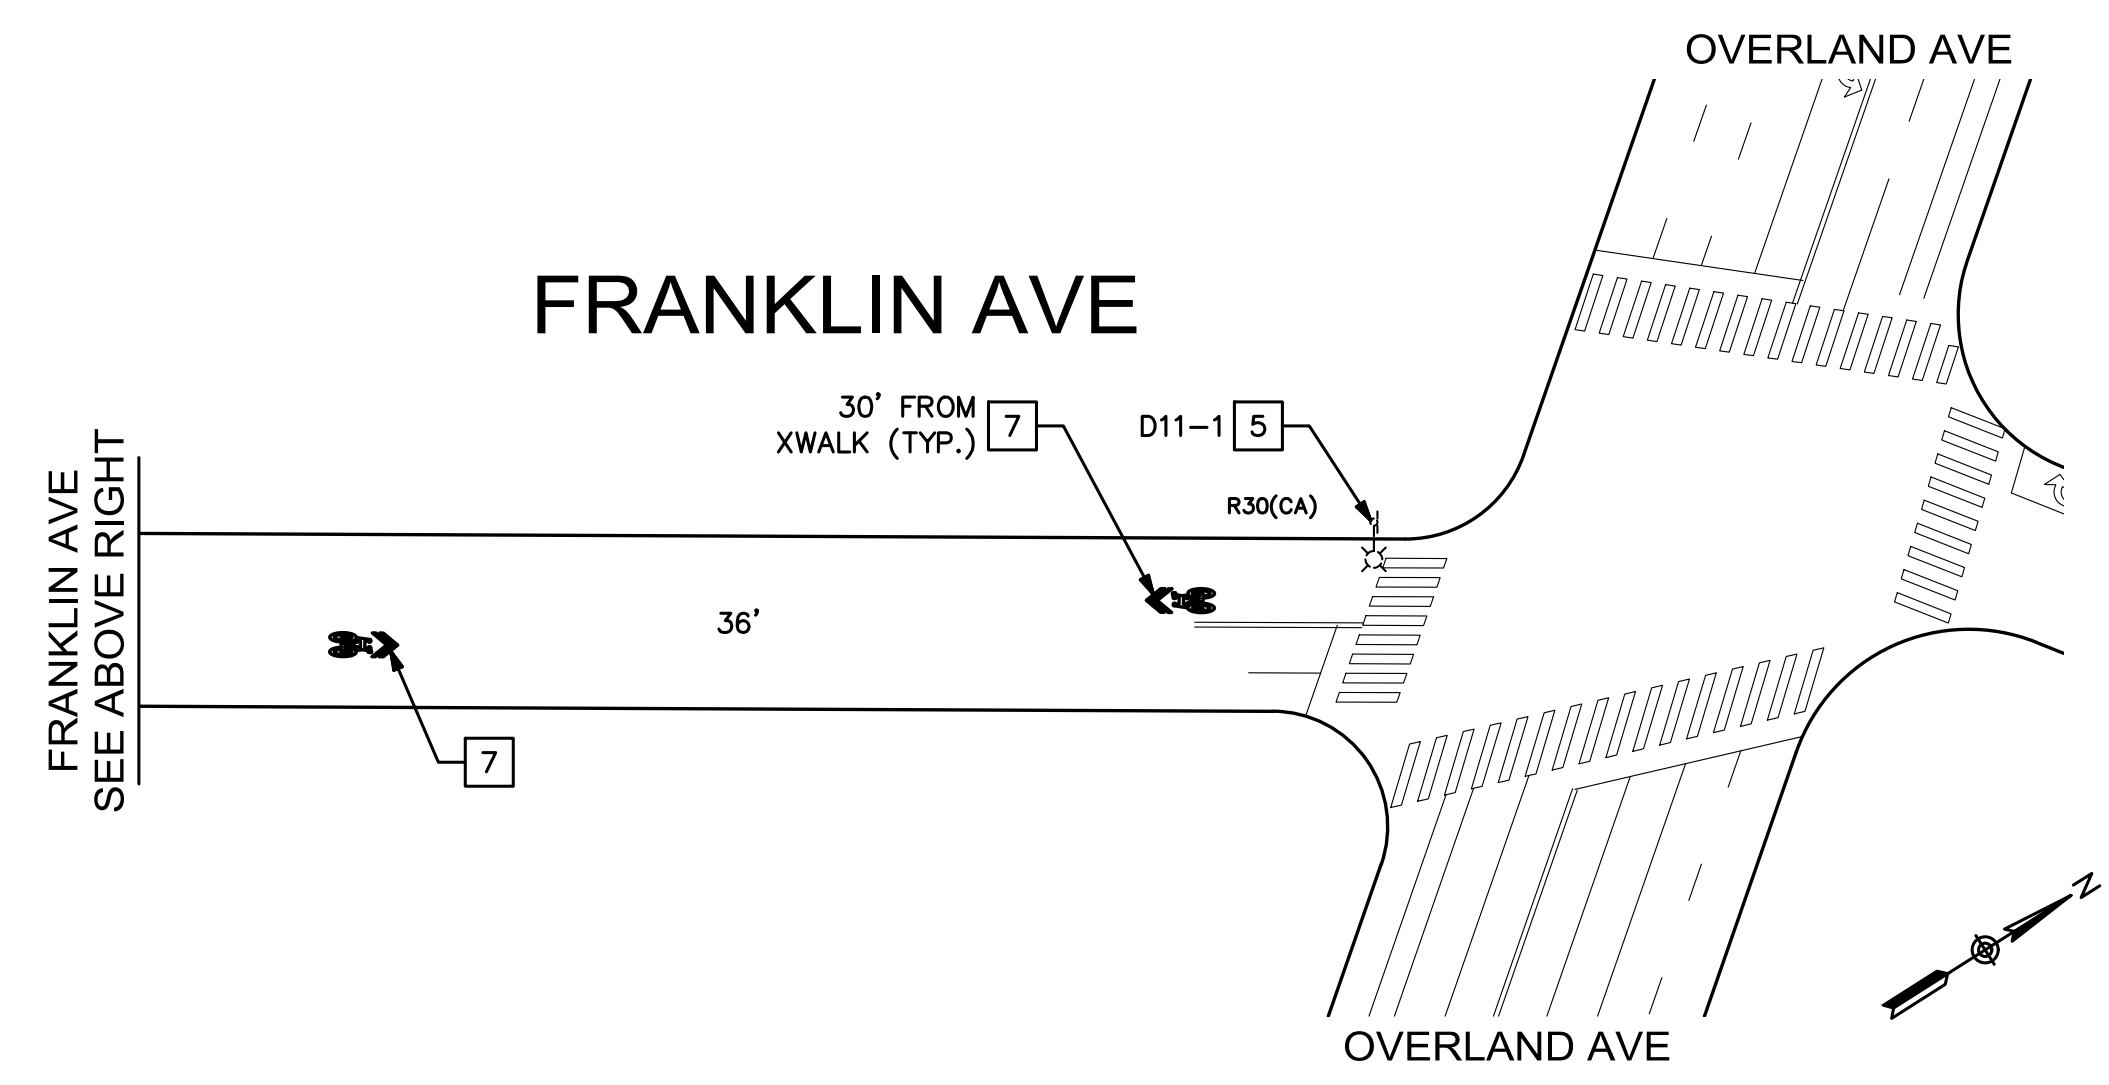 OVERLAND AVE
FRANKLIN AVE
30' FROM
XWALK (TYP.)
7
D11-1
5
R30(CA)
FRANKLIN AVE
SEE ABOVE RIGHT
36'
7
N
OVERLAND AVE